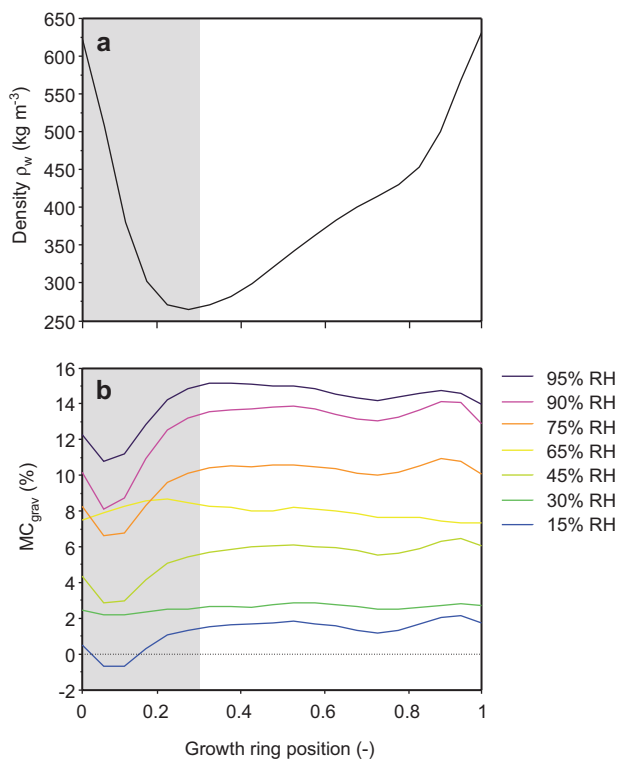 650
600
550
500
450
400
350
300
250
Density ρw (kg m-3)
a
16
14
12
10
8
6
4
2
0
-2
MCgrav (%)
b
95% RH
90% RH
75% RH
65% RH
45% RH
30% RH
15% RH
0 0.2 0.4 0.6 0.8 1
Growth ring position (-)